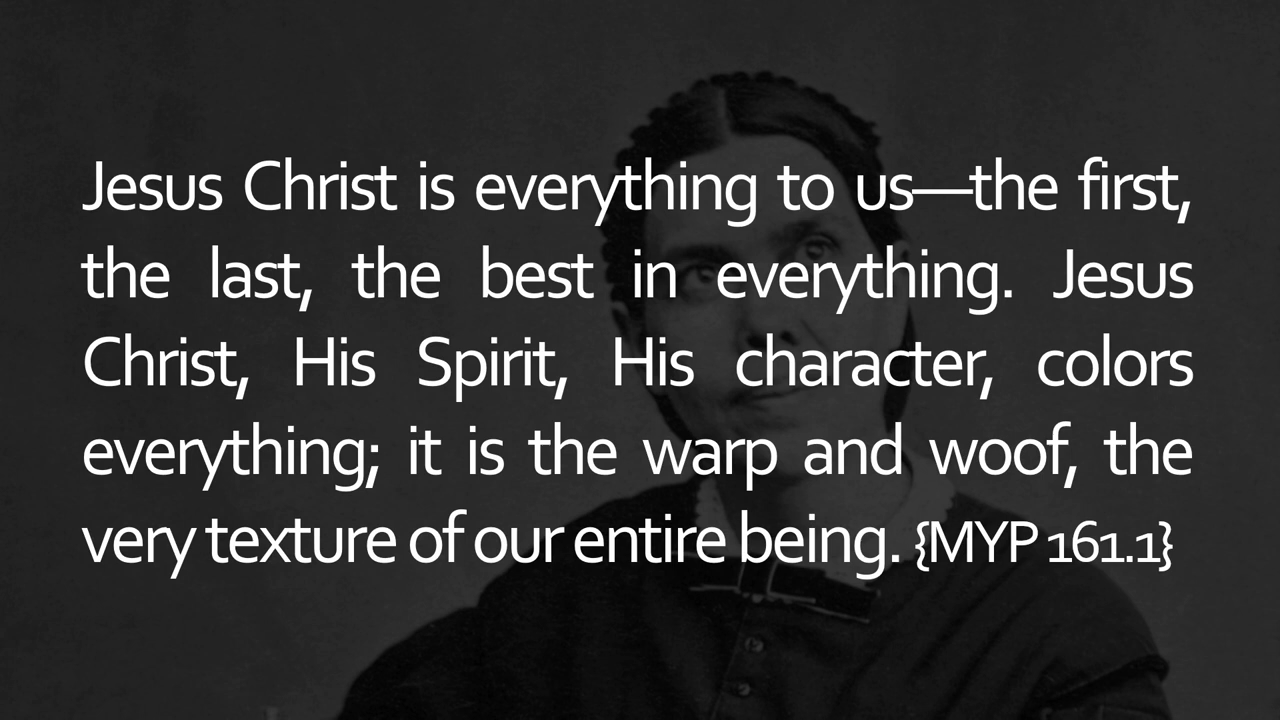 Jesus Christ is everything to us—the first,
the last, the best in everything. Jesus
Christ, His Spirit, His character, colors
everything; it is the warp and woof, the
very texture of our entire being. {MYP 161.1}